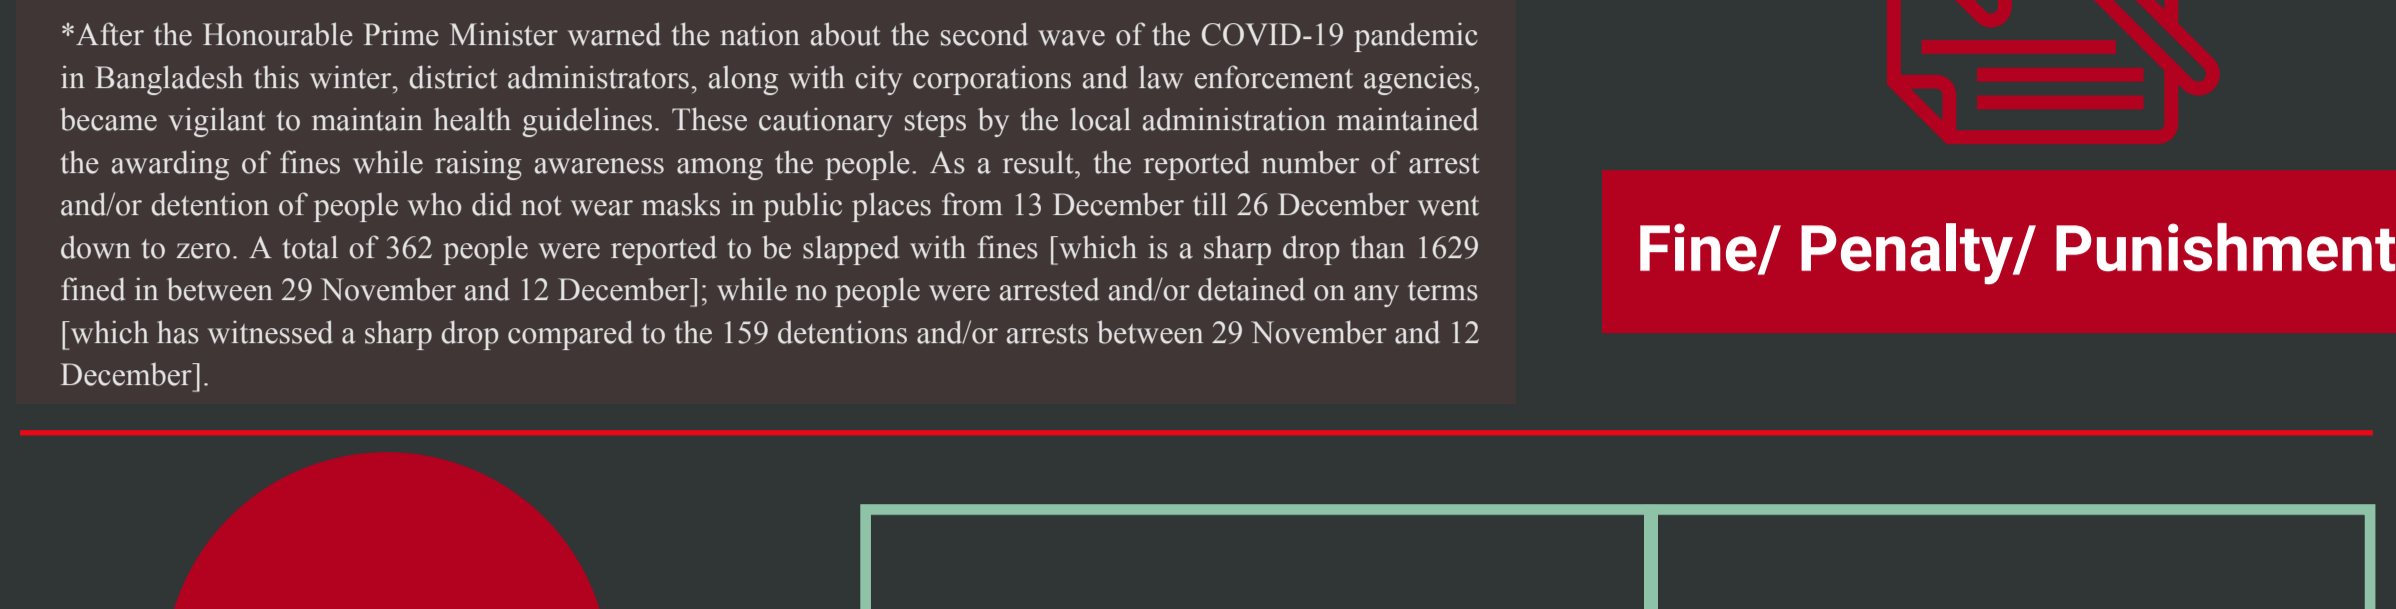 *After the Honourable Prime Minister warned the nation about the second wave of the COVID-19 pandemic
in Bangladesh this winter, district administrators, along with city corporations and law enforcement agencies,
became vigilant to maintain health guidelines. These cautionary steps by the local administration maintained
the awarding of fines while raising awareness among the people. As a result, the reported number of arrest
and/or detention of people who did not wear masks in public places from 13 December till 26 December went
down to zero. A total of 362 people were reported to be slapped with fines [which is a sharp drop than 1629
fined in between 29 November and 12 December]; while no people were arrested and/or detained on any terms
[which has witnessed a sharp drop compared to the 159 detentions and/or arrests between 29 November and 12
December].
Fine/ Penalty/ Punishment